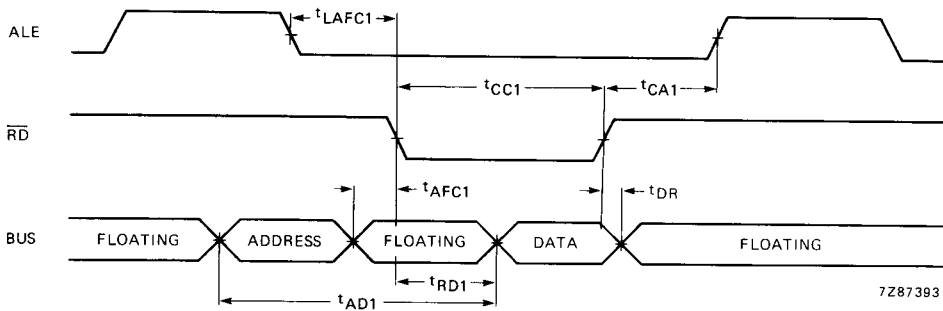 ALE
tLAFC1
tCC1
tCA1
RD
tAFC1
tDR
BUS
FLOATING
ADDRESS
FLOATING
DATA
FLOATING
tRD1
tAD1
7Z87393